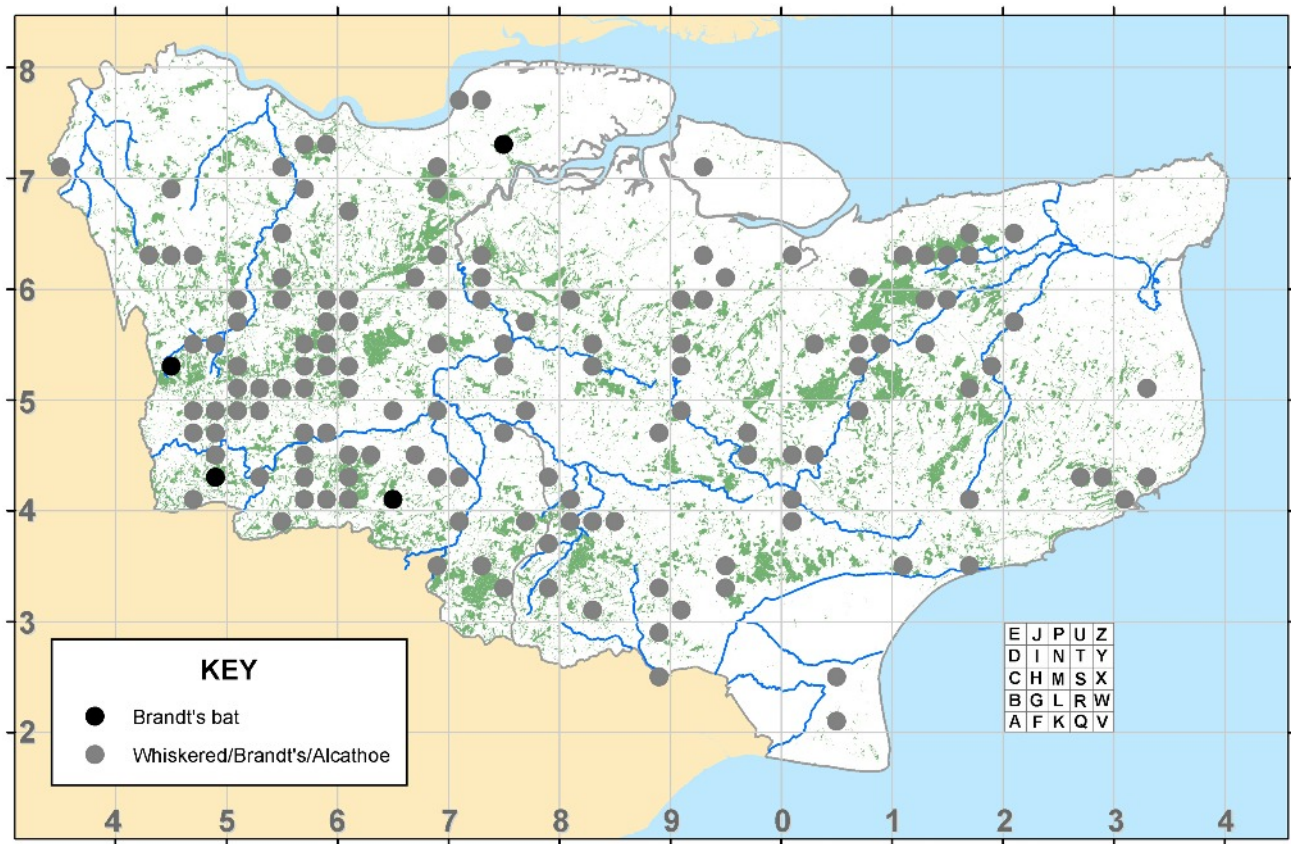 8
7
6
5
4
3
2
KEY
Brandt's bat
Whiskered/Brandt's/Alcathoe
E J P U Z
D I N T Y
C H M S X
B G L R W
A F K Q V
4 5 6 7 8 9 0 1 2 3 4